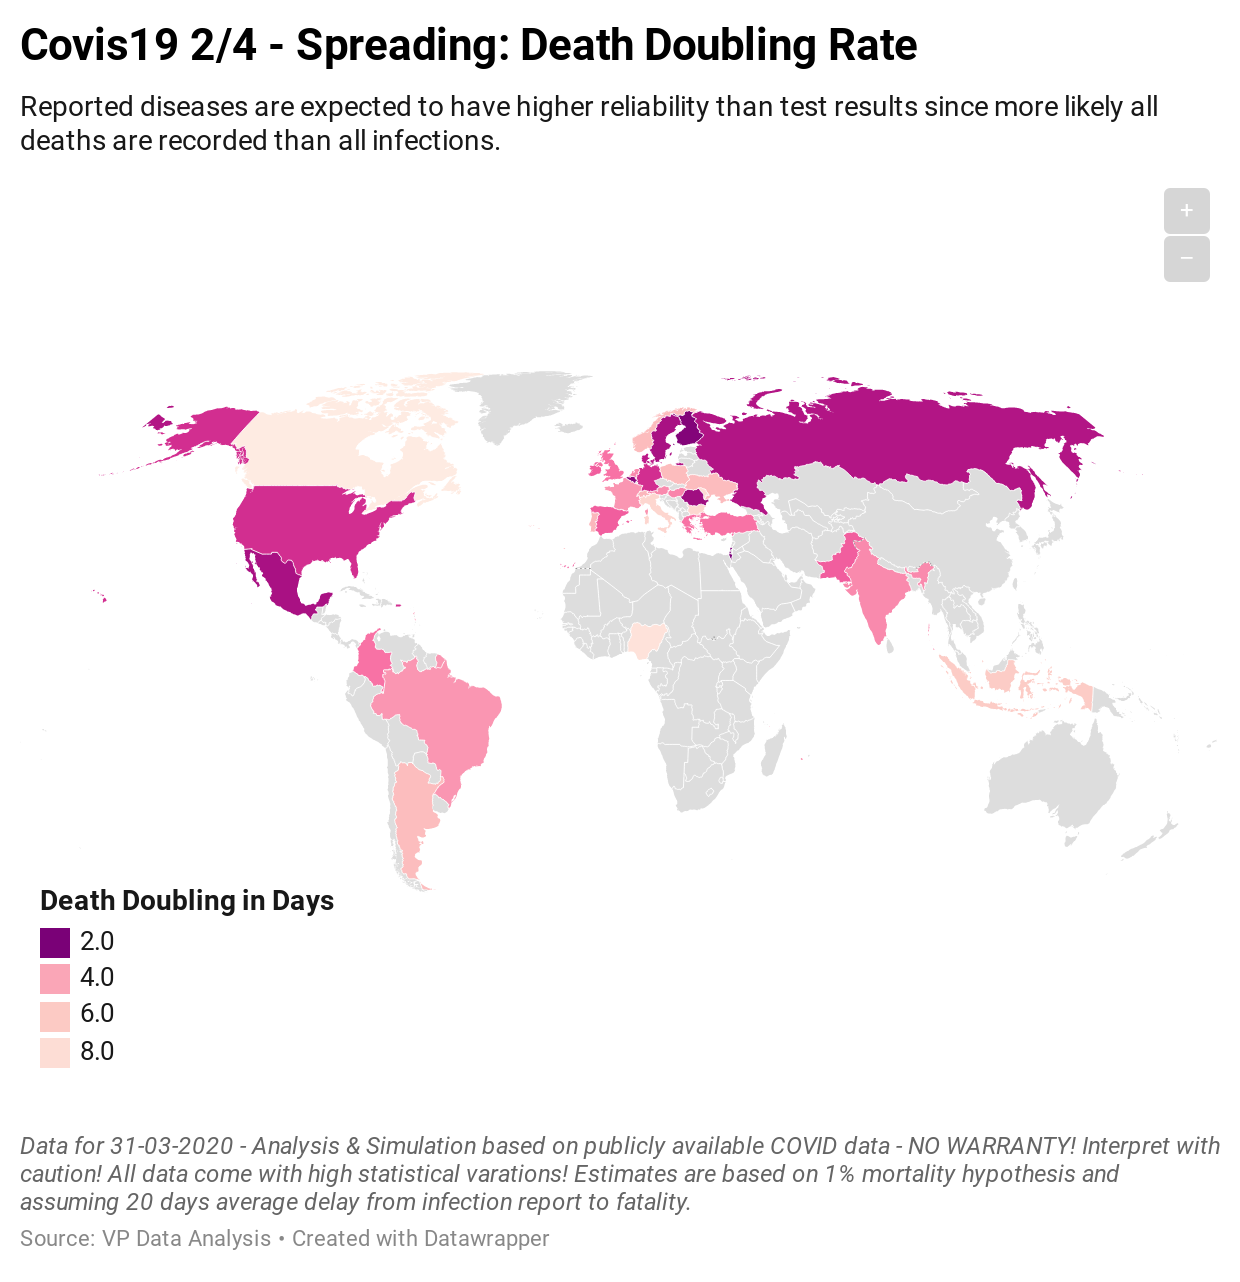 Covis19 2/4 - Spreading: Death Doubling Rate
Reported diseases are expected to have higher reliability than test results since more likely all
deaths are recorded than all infections.
+
−
Death Doubling in Days
2.0
4.0
6.0
8.0
Data for 31-03-2020 - Analysis & Simulation based on publicly available COVID data - NO WARRANTY! Interpret with
caution! All data come with high statistical varations! Estimates are based on 1% mortality hypothesis and
assuming 20 days average delay from infection report to fatality.
Source: VP Data Analysis • Created with Datawrapper